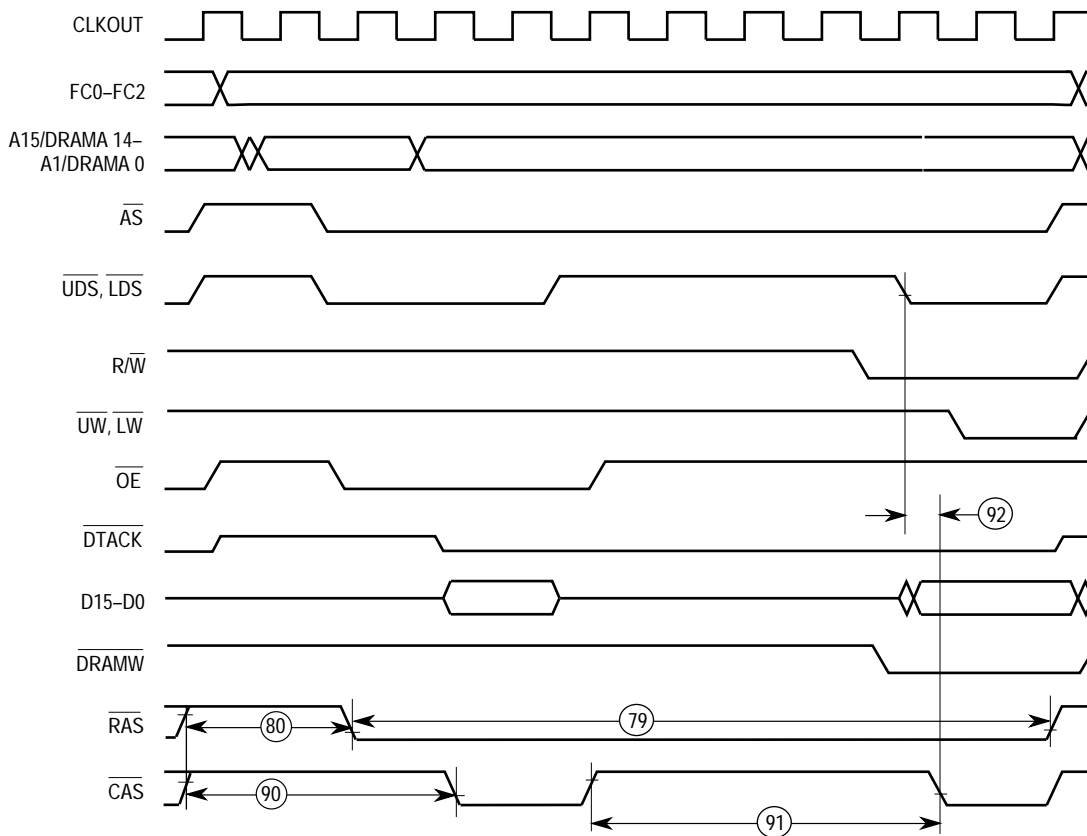 CLKOUT
FC0–FC2
A15/DRAMA 14–
A1/DRAMA 0
AS
UDS, LDS
R/W
UW, LW
OE
92
DTACK
D15–D0
DRAMW
RAS
80
79
CAS
90
91